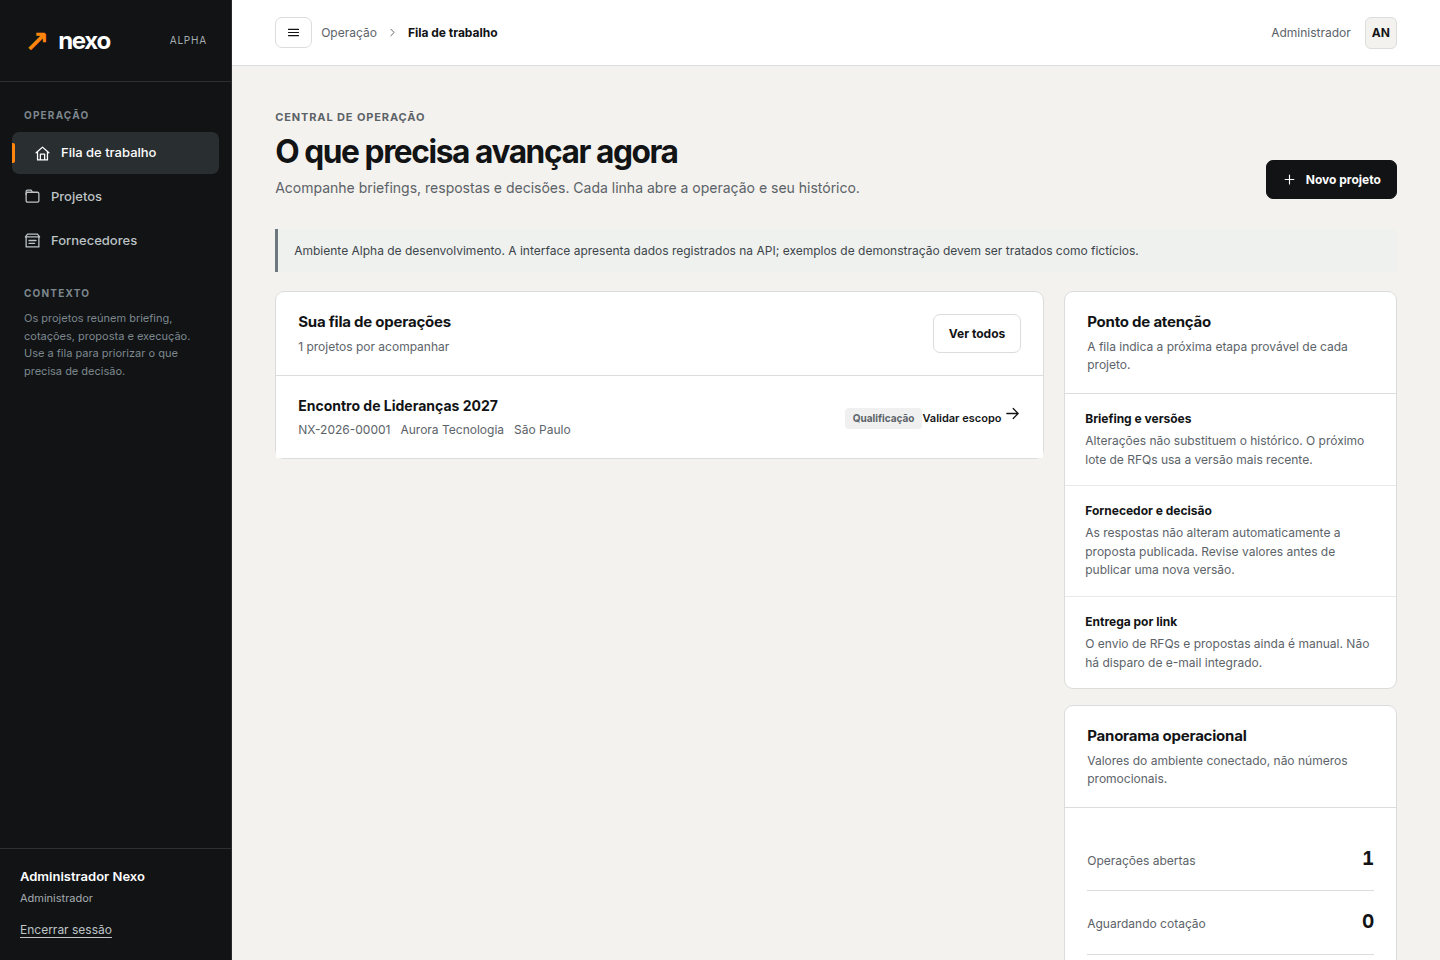 nexo
ALPHA
OPERAÇÃO
Fila de trabalho
Projetos
Fornecedores
CONTEXTO
Os projetos reúnem briefing,
cotações, proposta e execução.
Use a fila para priorizar o que
precisa de decisão.
Administrador Nexo
Administrador
Encerrar sessão
Operação
Fila de trabalho
Administrador
AN
CENTRAL DE OPERAÇÃO
O que precisa avançar agora
Acompanhe briefings, respostas e decisões. Cada linha abre a operação e seu histórico.
Novo projeto
Ambiente Alpha de desenvolvimento. A interface apresenta dados registrados na API; exemplos de demonstração devem ser tratados como fictícios.
Sua fila de operações
1 projetos por acompanhar
Ver todos
Encontro de Lideranças 2027
NX-2026-00001 Aurora Tecnologia São Paulo
Qualificação
Validar escopo
Ponto de atenção
A fila indica a próxima etapa provável de cada
projeto.
Briefing e versões
Alterações não substituem o histórico. O próximo
lote de RFQs usa a versão mais recente.
Fornecedor e decisão
As respostas não alteram automaticamente a
proposta publicada. Revise valores antes de
publicar uma nova versão.
Entrega por link
O envio de RFQs e propostas ainda é manual. Não
há disparo de e-mail integrado.
Panorama operacional
Valores do ambiente conectado, não números
promocionais.
Operações abertas 1
Aguardando cotação 0